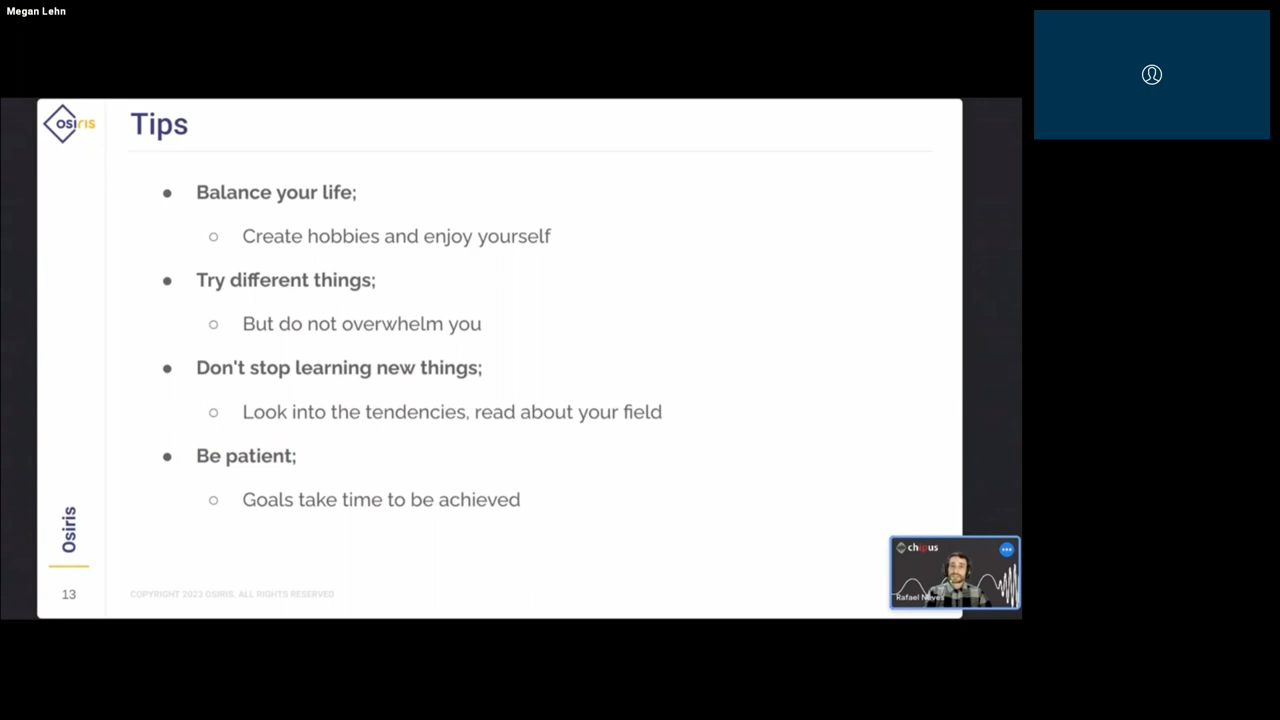 Megan Lehn
osiris
Tips
● Balance your life;
○ Create hobbies and enjoy yourself
● Try different things;
○ But do not overwhelm you
● Don't stop learning new things;
○ Look into the tendencies, read about your field
● Be patient;
○ Goals take time to be achieved
Osiris
13
COPYRIGHT 2023 OSIRIS. ALL RIGHTS RESERVED
chipus
Rafael Neves